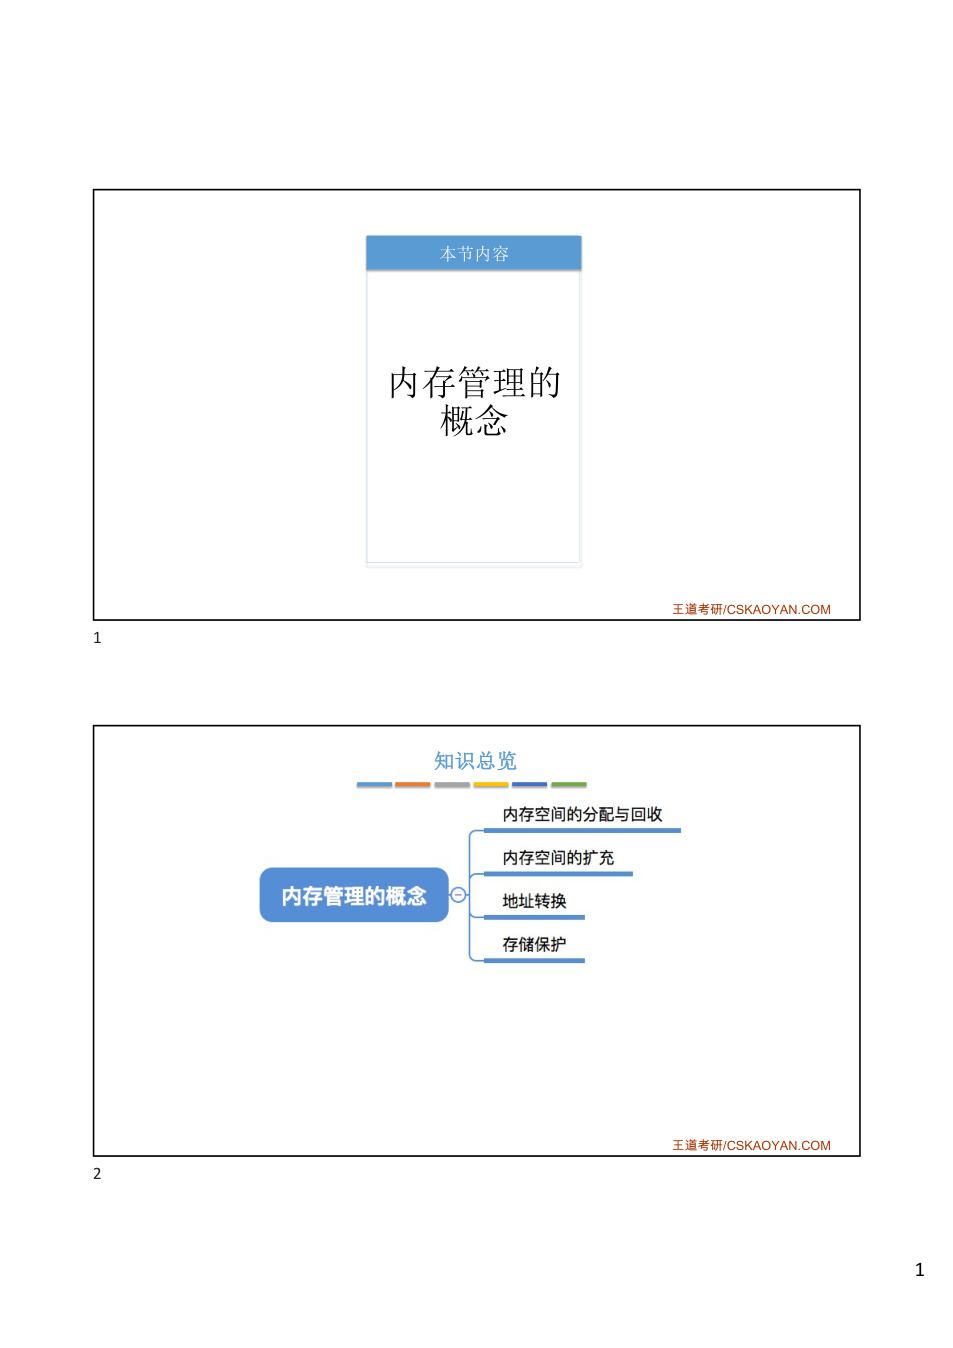 本节内容
内存管理的
概念
王道考研/CSKAOYAN.COM
1
知识总览
内存管理的概念
内存空间的分配与回收
内存空间的扩充
地址转换
存储保护
王道考研/CSKAOYAN.COM
2
1